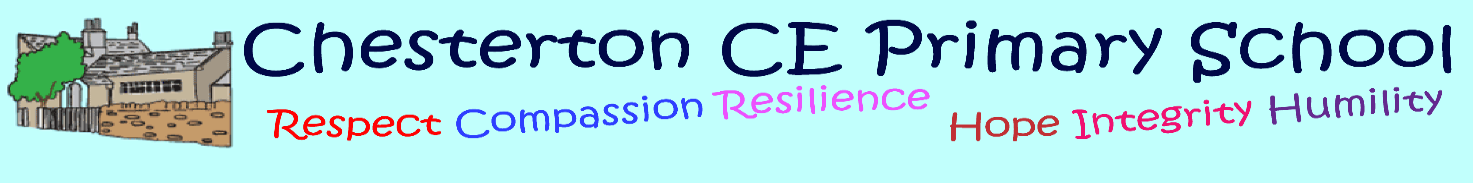 Chesterton CE Primary School
Respect Compassion Resilience Hope Integrity Humility